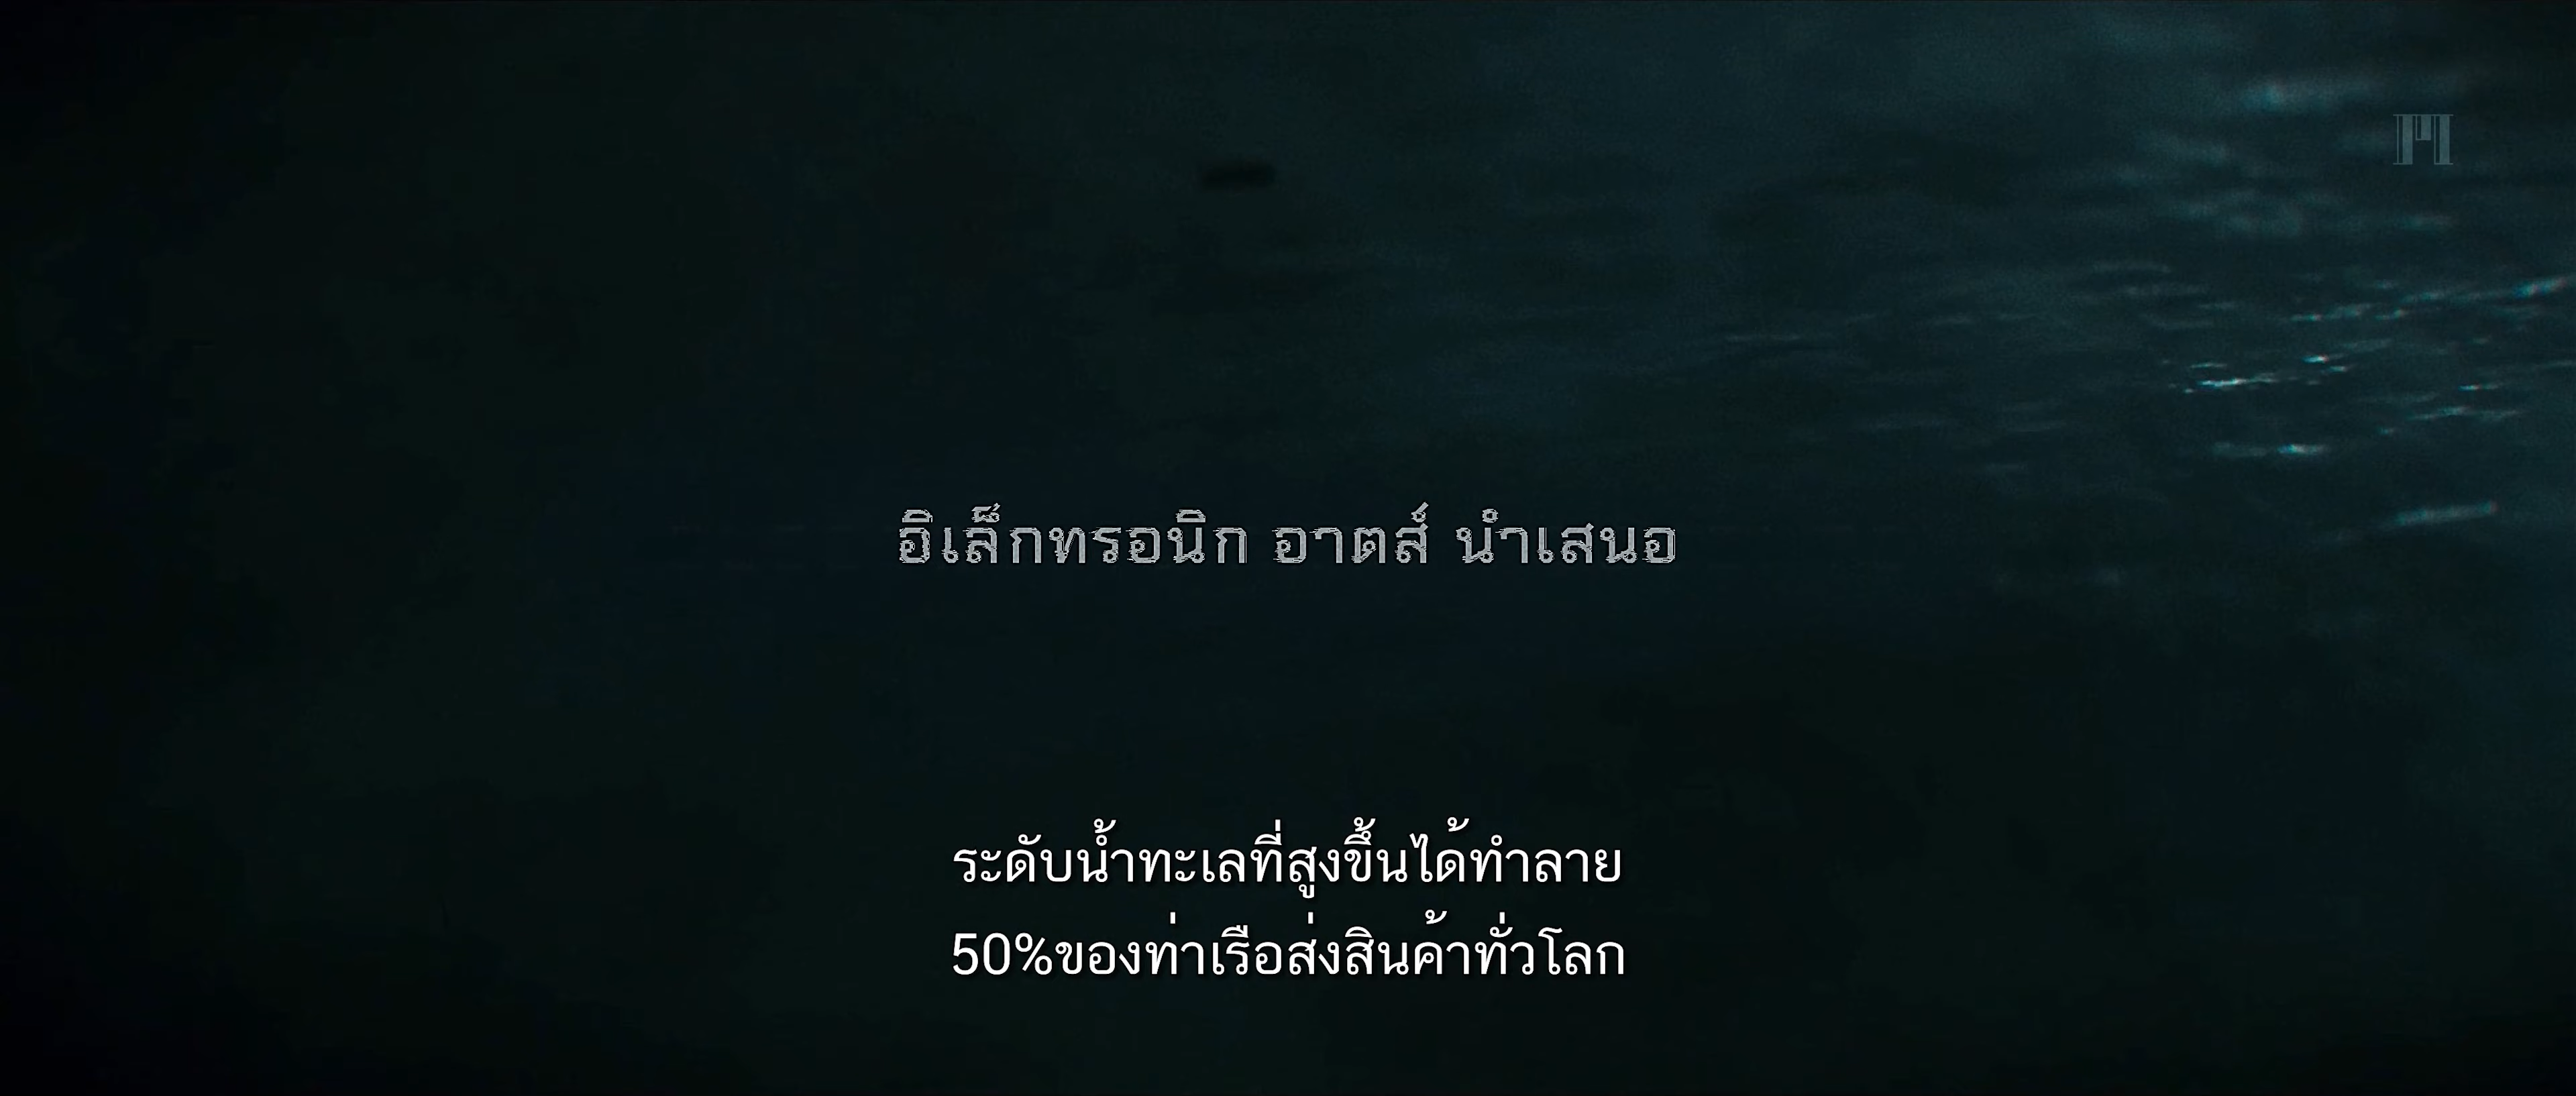 อิเล็กทรอนิก อาตส์ นำเสนอ
ระดับน้ำทะเลที่สูงขึ้นได้ทำลาย
50%ของท่าเรือส่งสินค้าทั่วโลก